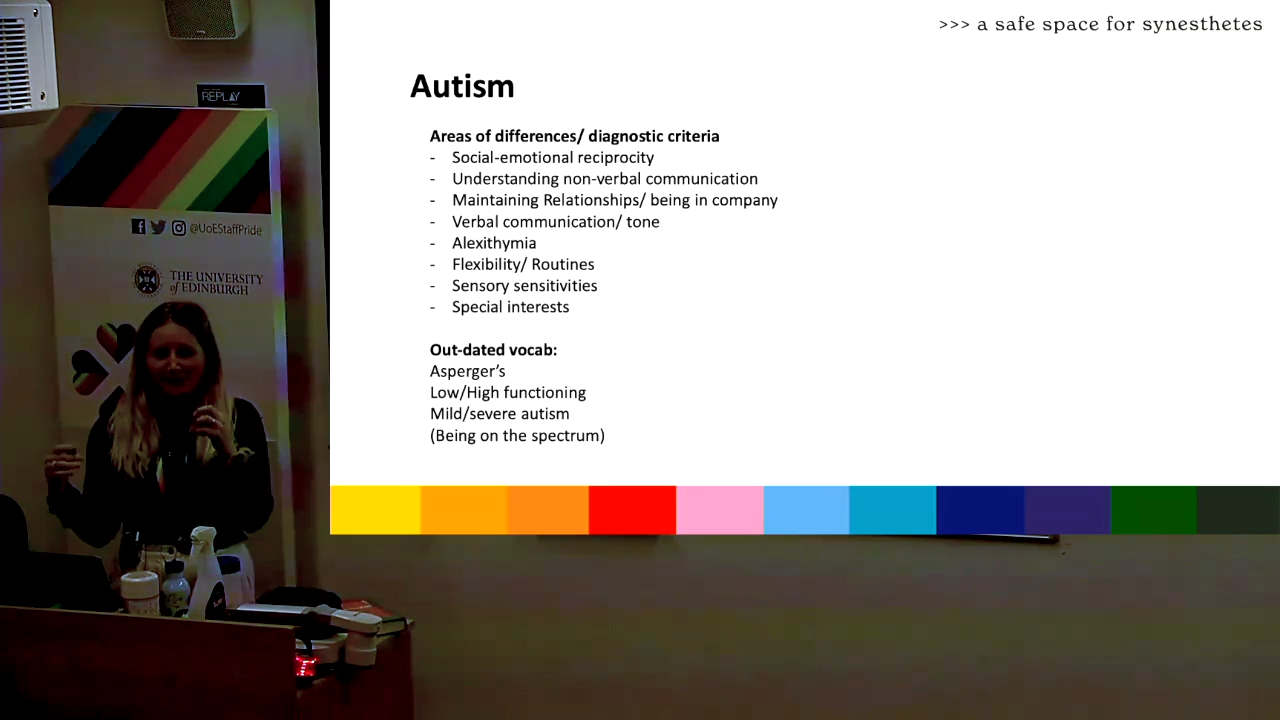 >>> a safe space for synesthetes
Autism
Areas of differences/ diagnostic criteria
- Social-emotional reciprocity
- Understanding non-verbal communication
- Maintaining Relationships/ being in company
- Verbal communication/ tone
- Alexithymia
- Flexibility/ Routines
- Sensory sensitivities
- Special interests
Out-dated vocab:
Asperger’s
Low/High functioning
Mild/severe autism
(Being on the spectrum)
REPLAY
@UoEStaffPride
THE UNIVERSITY
of EDINBURGH